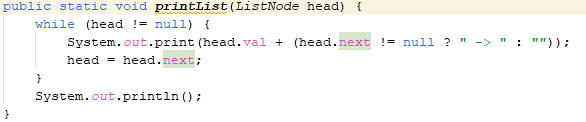 public static void printList(ListNode head) {
    while (head != null) {
        System.out.print(head.val + (head.next != null ? " -> " : ""));
        head = head.next;
    }
    System.out.println();
}